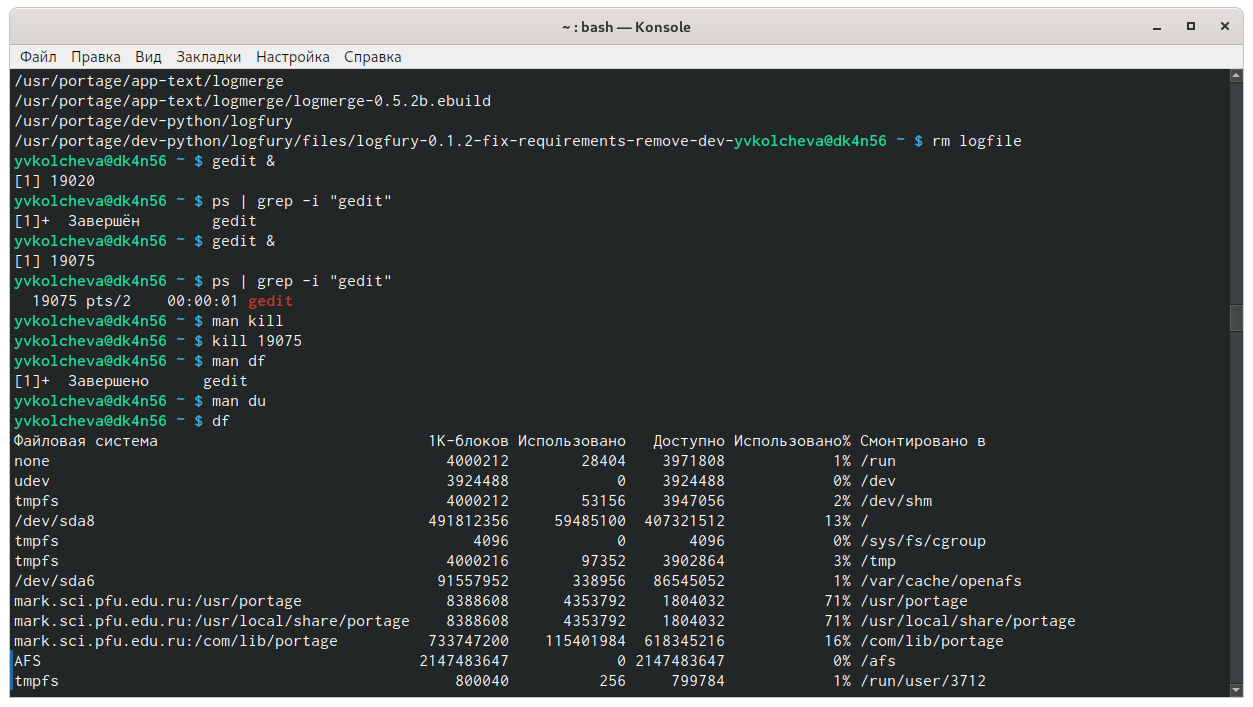 ~ : bash — Konsole
Файл Правка Вид Закладки Настройка Справка
/usr/portage/app-text/logmerge
/usr/portage/app-text/logmerge/logmerge-0.5.2b.ebuild
/usr/portage/dev-python/logfury
/usr/portage/dev-python/logfury/files/logfury-0.1.2-fix-requirements-remove-dev-yvkolcheva@dk4n56 ~ $ rm logfile
yvkolcheva@dk4n56 ~ $ gedit &
[1] 19020
yvkolcheva@dk4n56 ~ $ ps | grep -i "gedit"
[1]+  Завершён        gedit
yvkolcheva@dk4n56 ~ $ gedit &
[1] 19075
yvkolcheva@dk4n56 ~ $ ps | grep -i "gedit"
  19075 pts/2    00:00:01 gedit
yvkolcheva@dk4n56 ~ $ man kill
yvkolcheva@dk4n56 ~ $ kill 19075
yvkolcheva@dk4n56 ~ $ man df
[1]+  Завершено      gedit
yvkolcheva@dk4n56 ~ $ man du
yvkolcheva@dk4n56 ~ $ df
Файловая система                              1K-блоков Использовано   Доступно Использовано% Смонтировано в
none                                            4000212        28404    3971808            1% /run
udev                                            3924488            0    3924488            0% /dev
tmpfs                                           4000212        53156    3947056            2% /dev/shm
/dev/sda8                                     491812356     59485100  407321512           13% /
tmpfs                                              4096            0       4096            0% /sys/fs/cgroup
tmpfs                                           4000216        97352    3902864            3% /tmp
/dev/sda6                                      91557952       338956   86545052            1% /var/cache/openafs
mark.sci.pfu.edu.ru:/usr/portage                8388608      4353792    1804032           71% /usr/portage
mark.sci.pfu.edu.ru:/usr/local/share/portage    8388608      4353792    1804032           71% /usr/local/share/portage
mark.sci.pfu.edu.ru:/com/lib/portage          733747200    115401984  618345216           16% /com/lib/portage
AFS                                          2147483647            0 2147483647            0% /afs
tmpfs                                            800040          256     799784            1% /run/user/3712